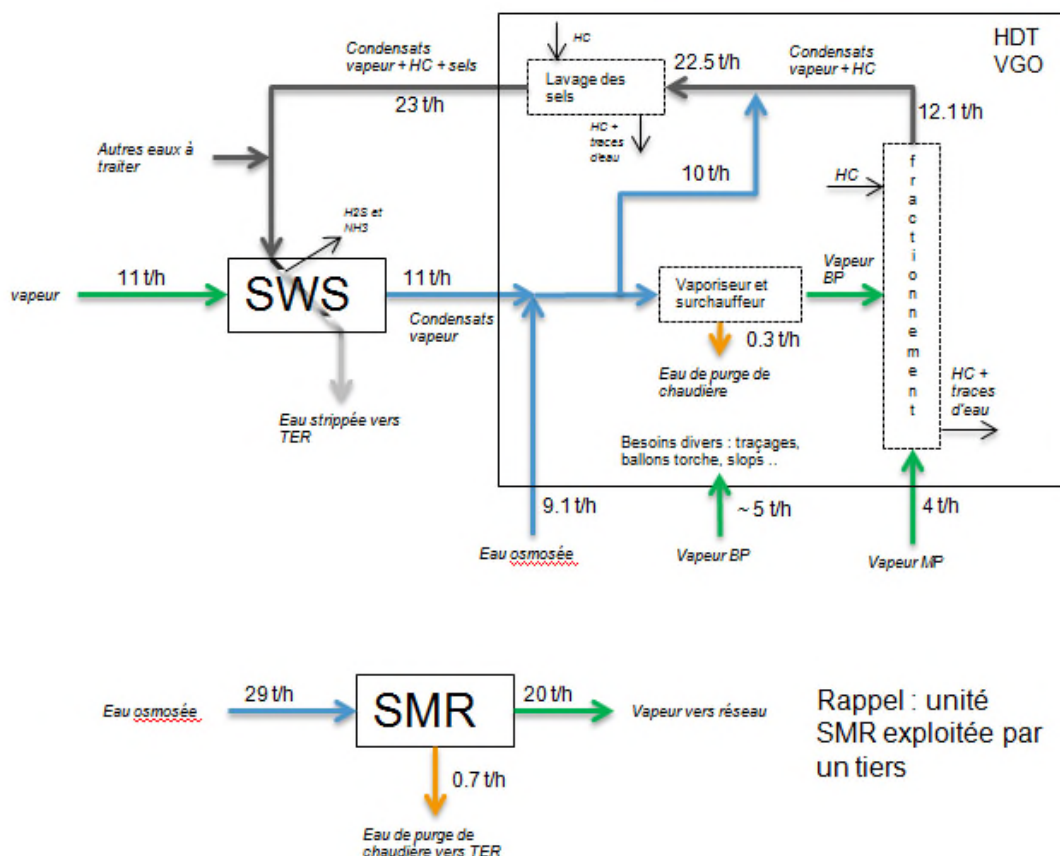 HDT
VGO
HC
Condensats
vapeur + HC + sels
22.5 t/h
Condensats
vapeur + HC
Lavage des
sels
23 t/h
12.1 t/h
HC +
traces
d'eau
Autres eaux à
traiter
10 t/h
HC
fractionnement
H2S et
NH3
Vapeur
BP
vapeur
11 t/h
SWS
11 t/h
Condensats
vapeur
Vaporiseur et
surchauffeur
0.3 t/h
Eau de purge de
chaudière
HC +
traces
d'eau
Eau strippée vers
TER
Besoins divers : traçages,
ballons torche, slops ..
9.1 t/h
~ 5 t/h
4 t/h
Eau osmosée
Vapeur BP
Vapeur MP
Eau osmosée
29 t/h
SMR
20 t/h
Vapeur vers réseau
Rappel : unité
SMR exploitée par
un tiers
0.7 t/h
Eau de purge de
chaudière vers TER